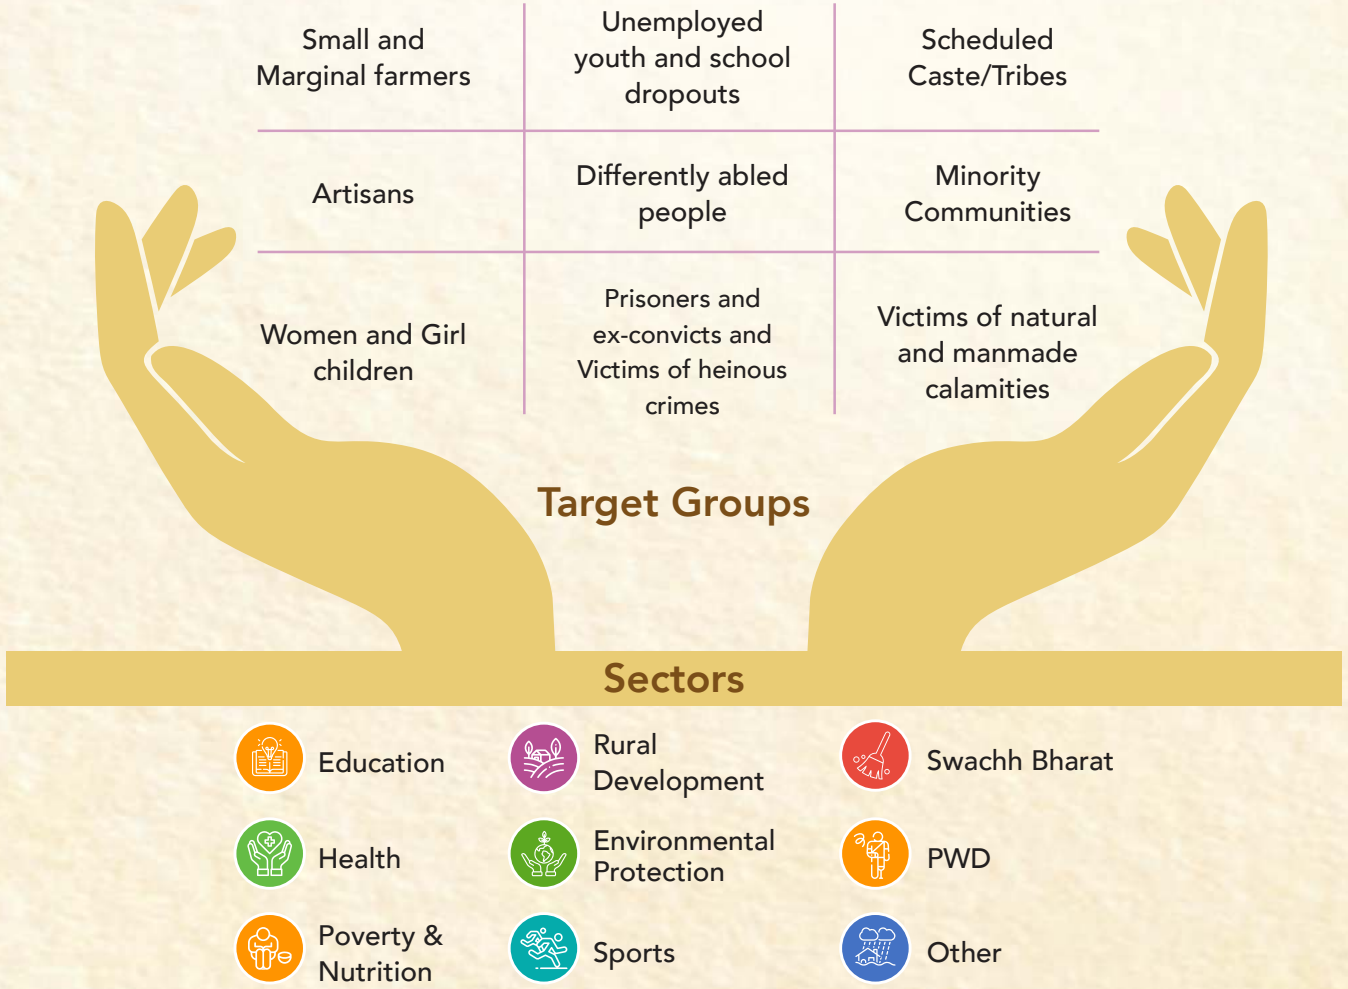 Small and
Marginal farmers
Unemployed
youth and school
dropouts
Scheduled
Caste/Tribes
Artisans
Differently abled
people
Minority
Communities
Women and Girl
children
Prisoners and
ex-convicts and
Victims of heinous
crimes
Victims of natural
and manmade
calamities
Target Groups
Sectors
Education
Rural
Development
Swachh Bharat
Health
Environmental
Protection
PWD
Poverty &
Nutrition
Sports
Other